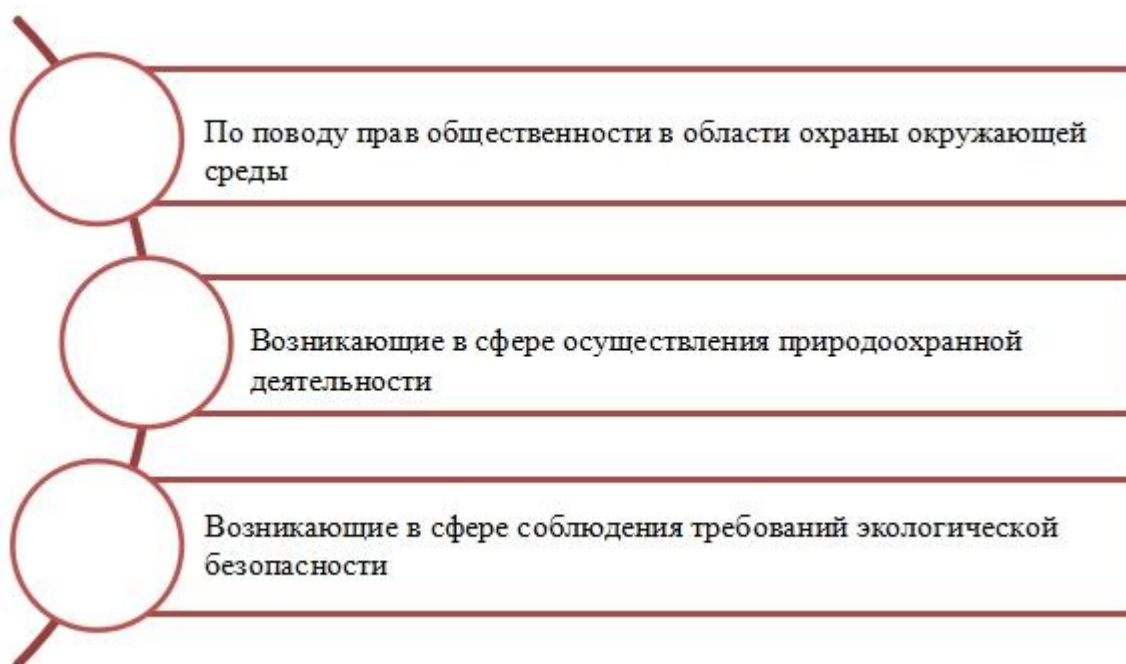 По поводу прав общественности в области охраны окружающей
среды
Возникающие в сфере осуществления природоохранной
деятельности
Возникающие в сфере соблюдения требований экологической
безопасности